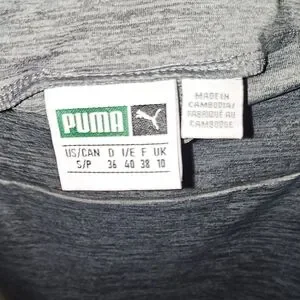 PUMA
US/CAN D I/E F UK
S/P 36 40 38 10
MADE IN
CAMBODIA/
FABRIQUÉ AU
CAMBODGE